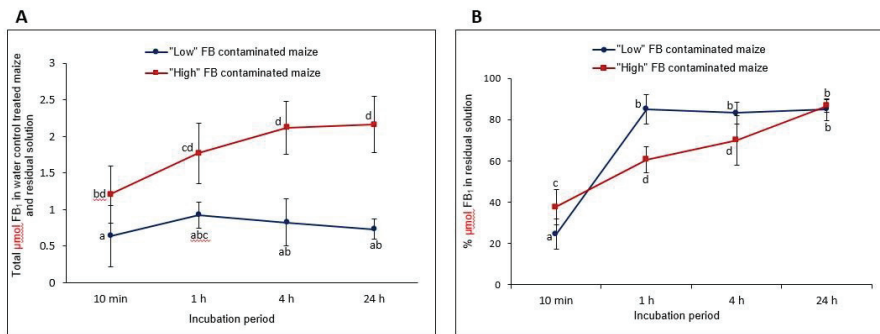 A
"Low" FB contaminated maize
"High" FB contaminated maize
Total µmol FB₁ in water control treated maize
and residual solution
3
2.5
2
1.5
1
0.5
0
bd
cd
d
d
a
abc
ab
ab
10 min
1 h
4 h
24 h
Incubation period
B
"Low" FB contaminated maize
"High" FB contaminated maize
% µmol FB₁ in residual solution
100
80
60
40
20
0
b
b
b
b
c
d
d
a
10 min
1 h
4 h
24 h
Incubation period